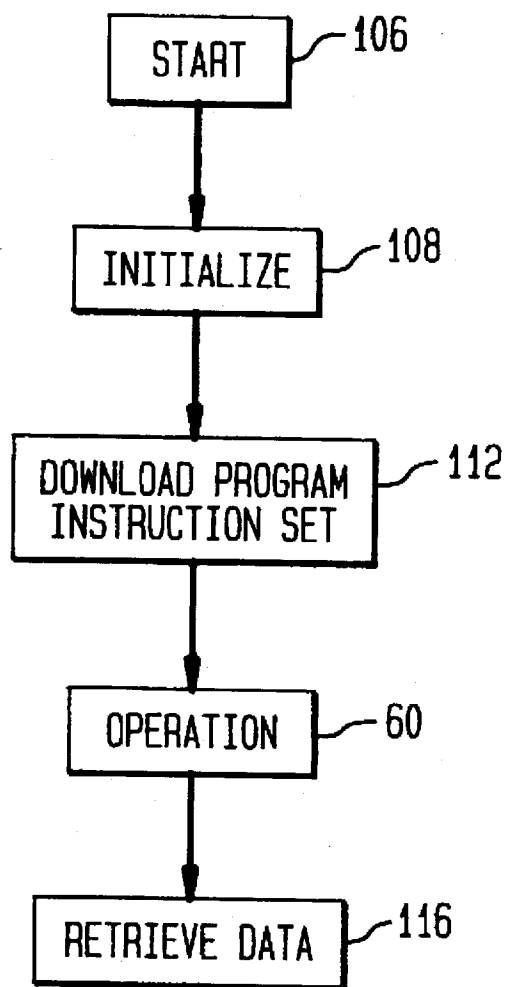 START
106
INITIALIZE
108
DOWNLOAD PROGRAM
INSTRUCTION SET
112
OPERATION
60
RETRIEVE DATA
116